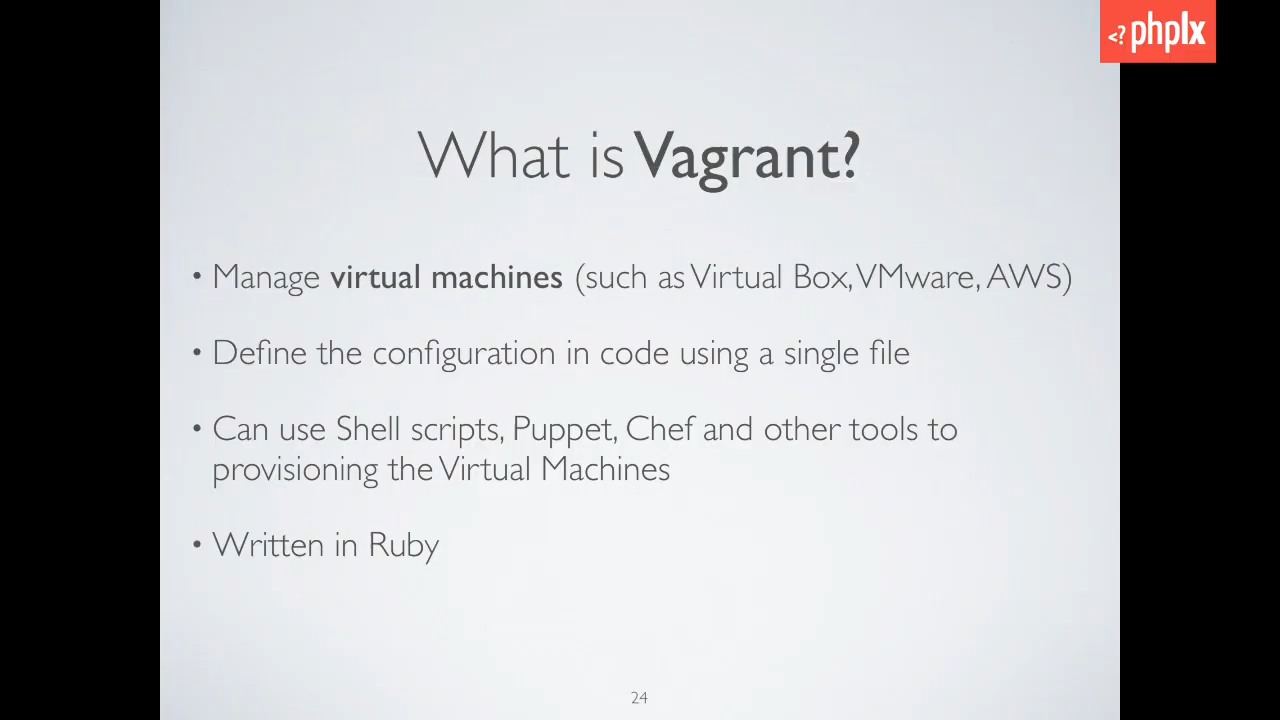 <?phplx
What is Vagrant?
• Manage virtual machines (such as Virtual Box, VMware, AWS)
• Define the configuration in code using a single file
• Can use Shell scripts, Puppet, Chef and other tools to
provisioning the Virtual Machines
• Written in Ruby
24